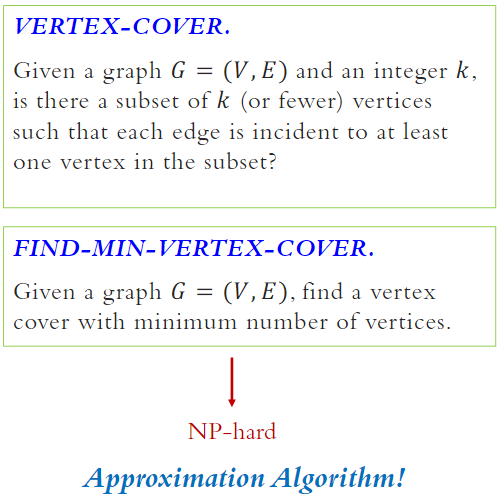 VERTEX-COVER.
Given a graph G = (V, E) and an integer k,
is there a subset of k (or fewer) vertices
such that each edge is incident to at least
one vertex in the subset?
FIND-MIN-VERTEX-COVER.
Given a graph G = (V, E), find a vertex
cover with minimum number of vertices.
NP-hard
Approximation Algorithm!